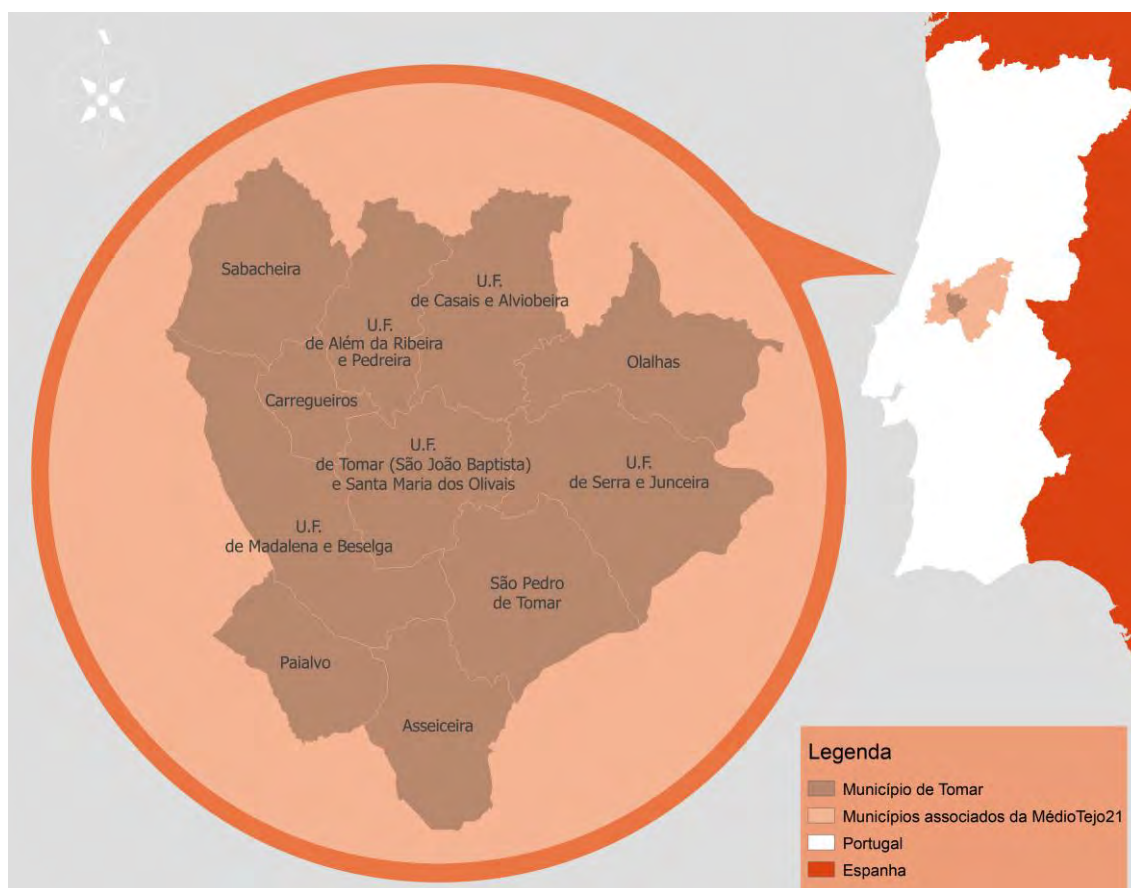 Sabacheira
U.F.
de Casais e Alviobeira
U.F.
de Além da Ribeira
e Pedreira
Olalhas
Carregueiros
U.F.
de Tomar (São João Baptista)
e Santa Maria dos Olivais
U.F.
de Serra e Junceira
U.F.
de Madalena e Beselga
São Pedro
de Tomar
Paialvo
Asseiceira
Legenda
Município de Tomar
Municípios associados da MédioTejo21
Portugal
Espanha